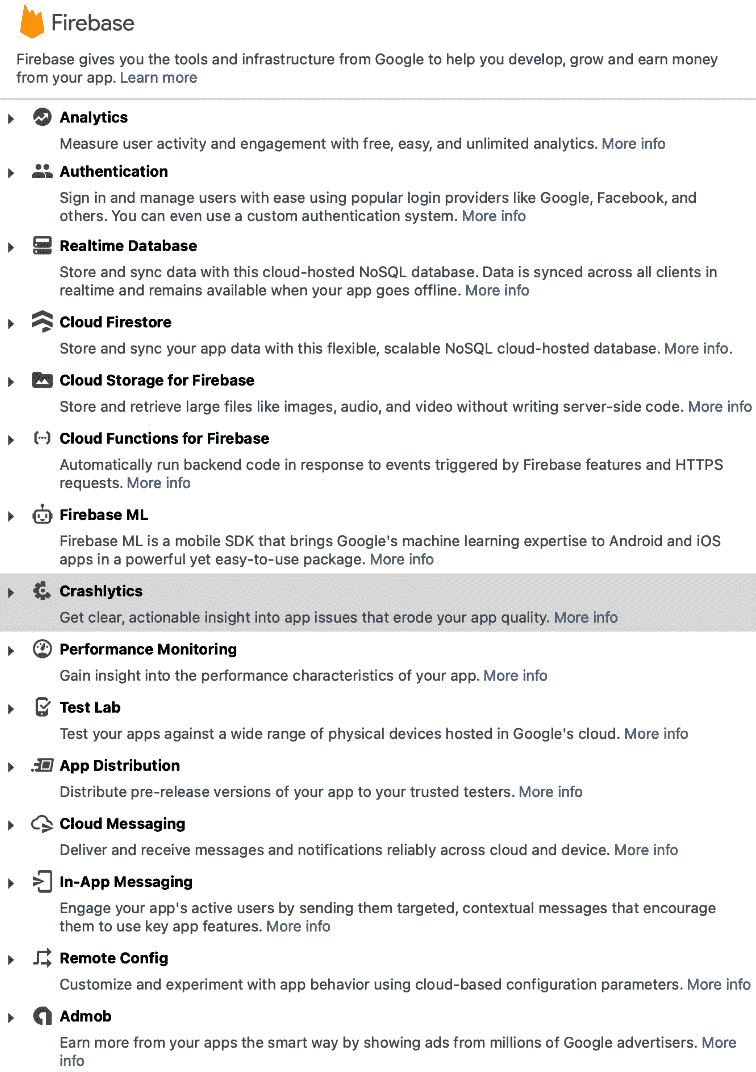 Firebase
Firebase gives you the tools and infrastructure from Google to help you develop, grow and earn money
from your app. Learn more
Analytics
Measure user activity and engagement with free, easy, and unlimited analytics. More info
Authentication
Sign in and manage users with ease using popular login providers like Google, Facebook, and
others. You can even use a custom authentication system. More info
Realtime Database
Store and sync data with this cloud-hosted NoSQL database. Data is synced across all clients in
realtime and remains available when your app goes offline. More info
Cloud Firestore
Store and sync your app data with this flexible, scalable NoSQL cloud-hosted database. More info.
Cloud Storage for Firebase
Store and retrieve large files like images, audio, and video without writing server-side code. More info
Cloud Functions for Firebase
Automatically run backend code in response to events triggered by Firebase features and HTTPS
requests. More info
Firebase ML
Firebase ML is a mobile SDK that brings Google's machine learning expertise to Android and iOS
apps in a powerful yet easy-to-use package. More info
Crashlytics
Get clear, actionable insight into app issues that erode your app quality. More info
Performance Monitoring
Gain insight into the performance characteristics of your app. More info
Test Lab
Test your apps against a wide range of physical devices hosted in Google's cloud. More info
App Distribution
Distribute pre-release versions of your app to your trusted testers. More info
Cloud Messaging
Deliver and receive messages and notifications reliably across cloud and device. More info
In-App Messaging
Engage your app's active users by sending them targeted, contextual messages that encourage
them to use key app features. More info
Remote Config
Customize and experiment with app behavior using cloud-based configuration parameters. More info
Admob
Earn more from your apps the smart way by showing ads from millions of Google advertisers. More
info